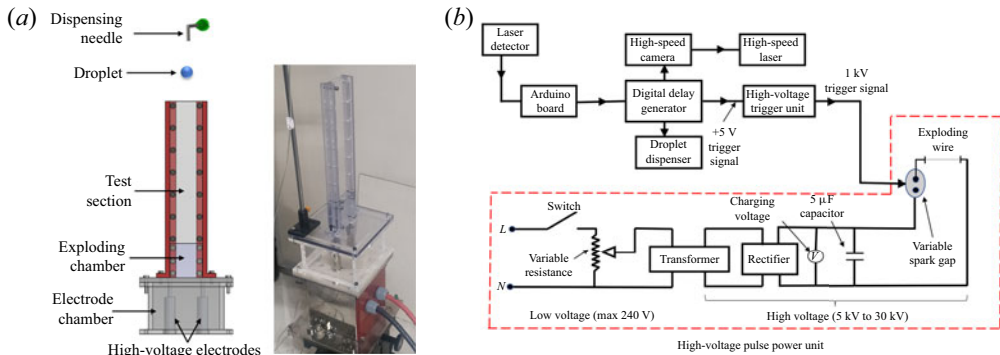 (a)
Dispensing
needle
Droplet
Test
section
Exploding
chamber
Electrode
chamber
High-voltage electrodes
(b)
Laser
detector
High-speed
camera
High-speed
laser
Arduino
board
Digital delay
generator
High-voltage
trigger unit
1 kV
trigger signal
+5 V
trigger
signal
Droplet
dispenser
Exploding
wire
Switch
Charging
voltage
5 μF
capacitor
L
Variable
resistance
Transformer
Rectifier
V
Variable
spark gap
N
Low voltage (max 240 V)
High voltage (5 kV to 30 kV)
High-voltage pulse power unit